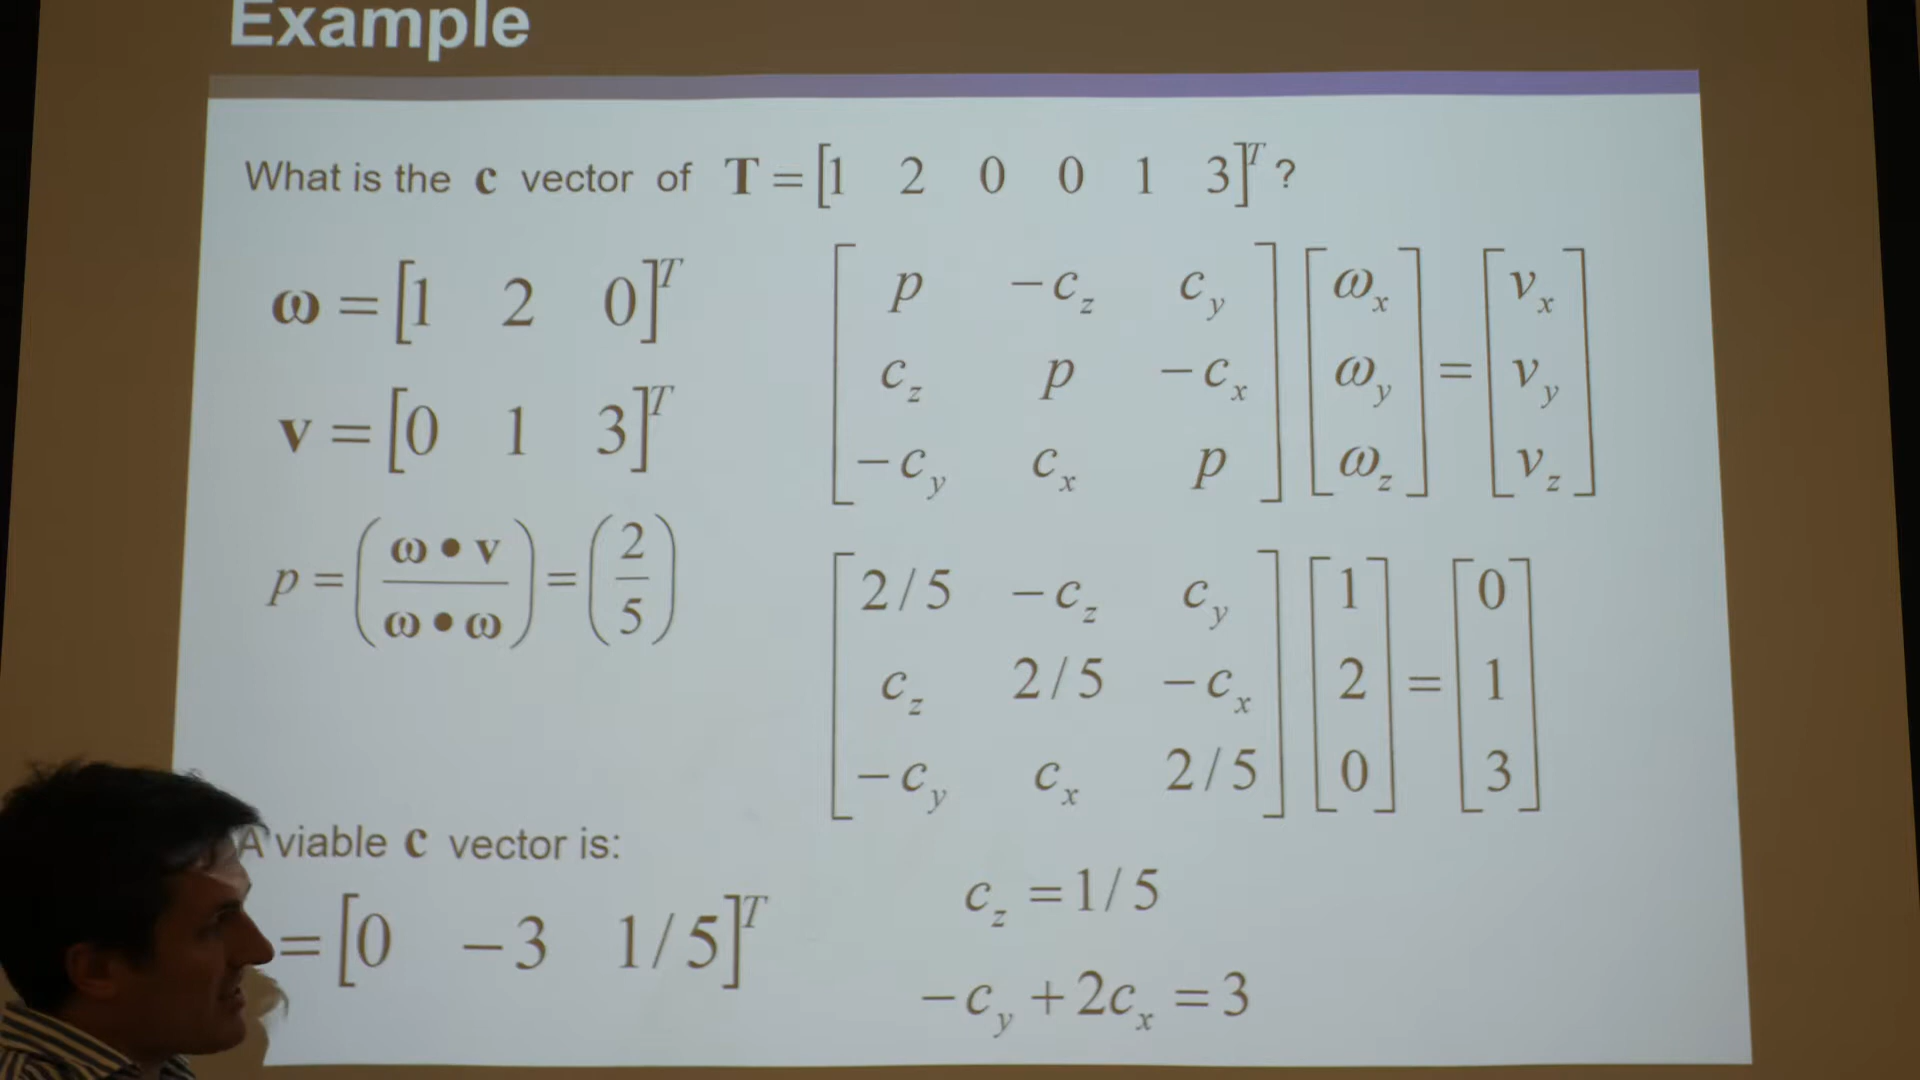 Example
What is the c vector of T = [1 2 0 0 1 3]^T ?
ω = [1 2 0]^T
v = [0 1 3]^T
p = (ω • v / ω • ω) = (2 / 5)
[p −c_z c_y] [ω_x] [v_x]
[c_z p −c_x] [ω_y] = [v_y]
[−c_y c_x p] [ω_z] [v_z]
[2/5 −c_z c_y] [1] [0]
[c_z 2/5 −c_x] [2] = [1]
[−c_y c_x 2/5] [0] [3]
c_z = 1/5
−c_y + 2c_x = 3
A viable c vector is:
= [0 −3 1/5]^T